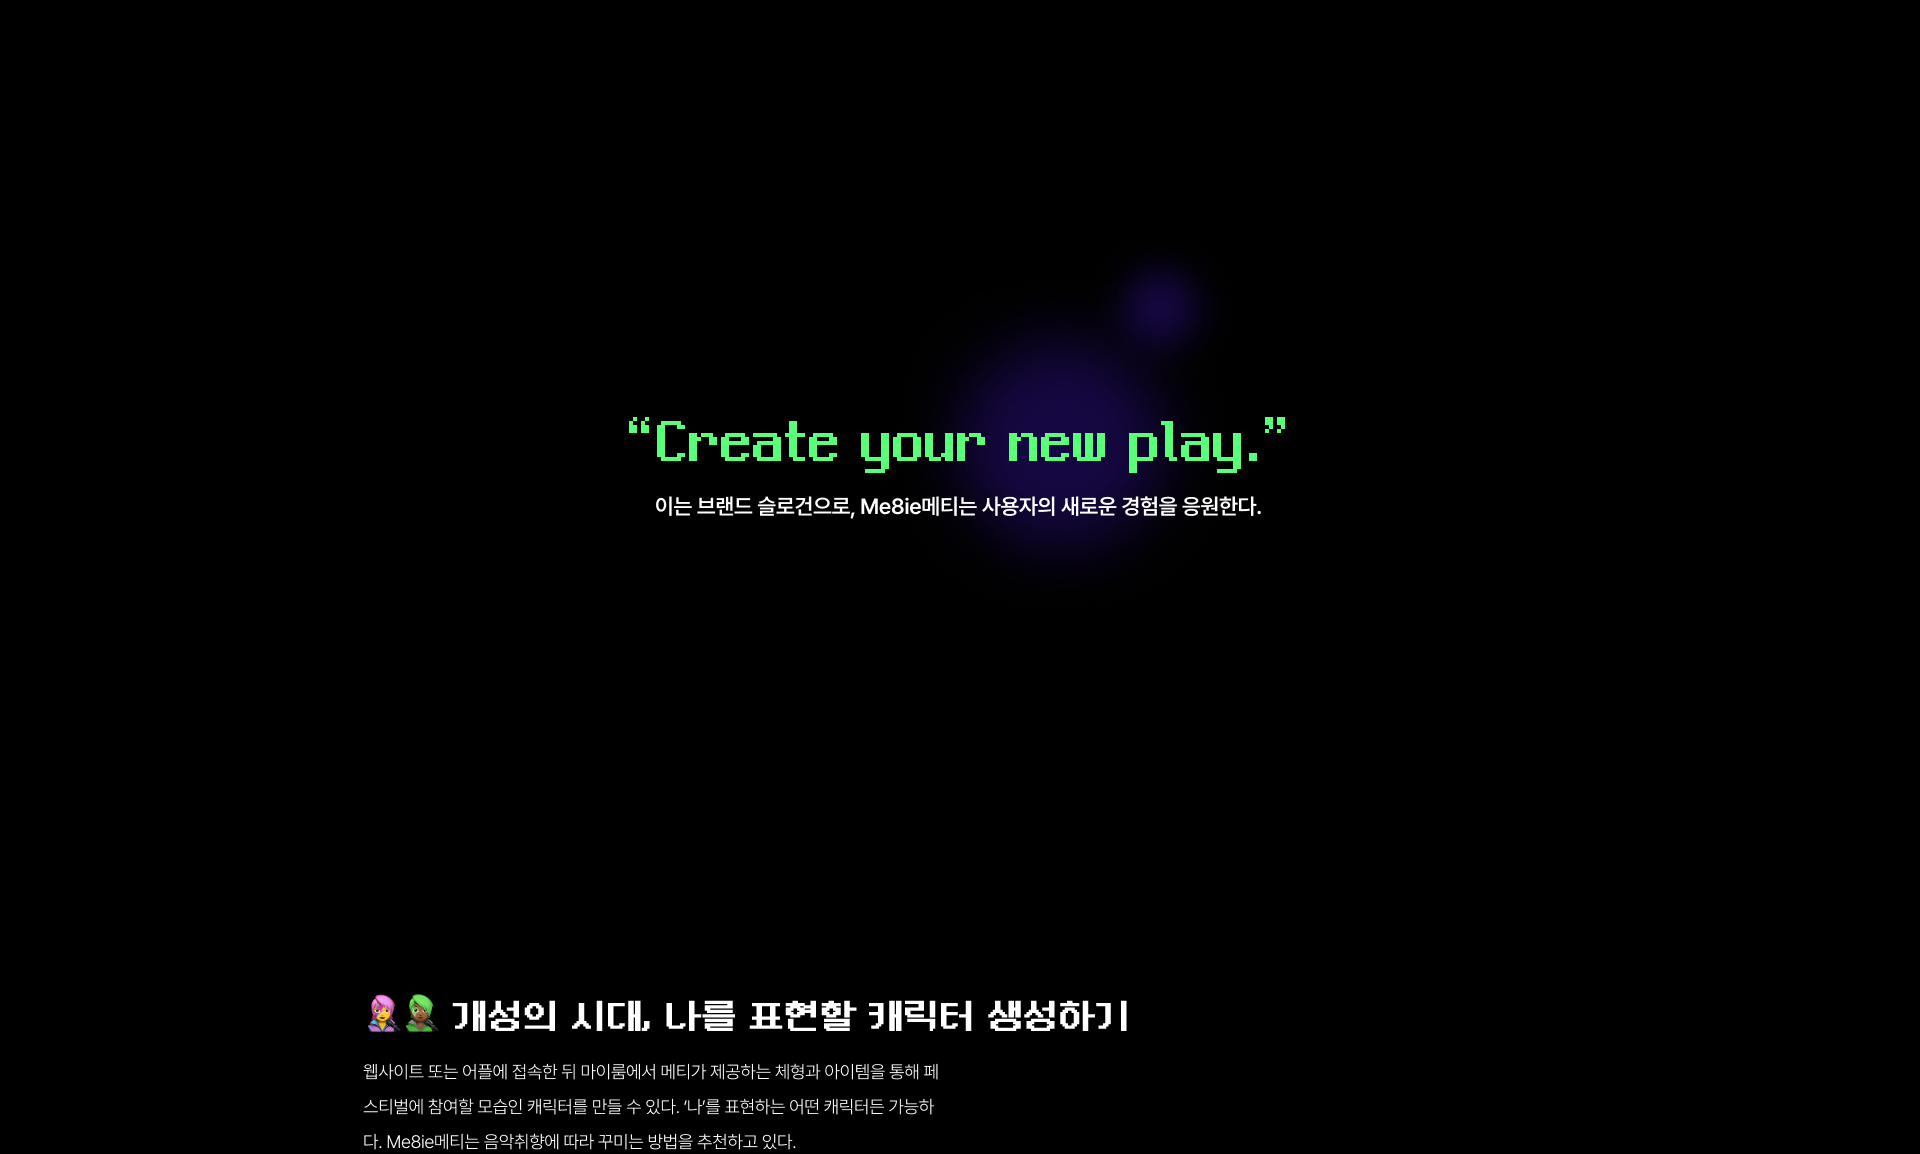 “Create your new play.”
이는 브랜드 슬로건으로, Me8ie메티는 사용자의 새로운 경험을 응원한다.
개성의 시대, 나를 표현할 캐릭터 생성하기
웹사이트 또는 어플에 접속한 뒤 마이룸에서 메티가 제공하는 체형과 아이템을 통해 페
스티벌에 참여할 모습인 캐릭터를 만들 수 있다. ‘나’를 표현하는 어떤 캐릭터든 가능하
다. Me8ie메티는 음악취향에 따라 꾸미는 방법을 추천하고 있다.